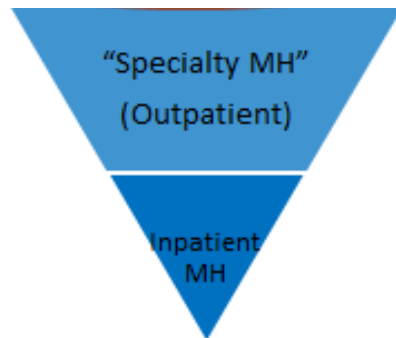 “Specialty MH”
(Outpatient)
Inpatient
MH